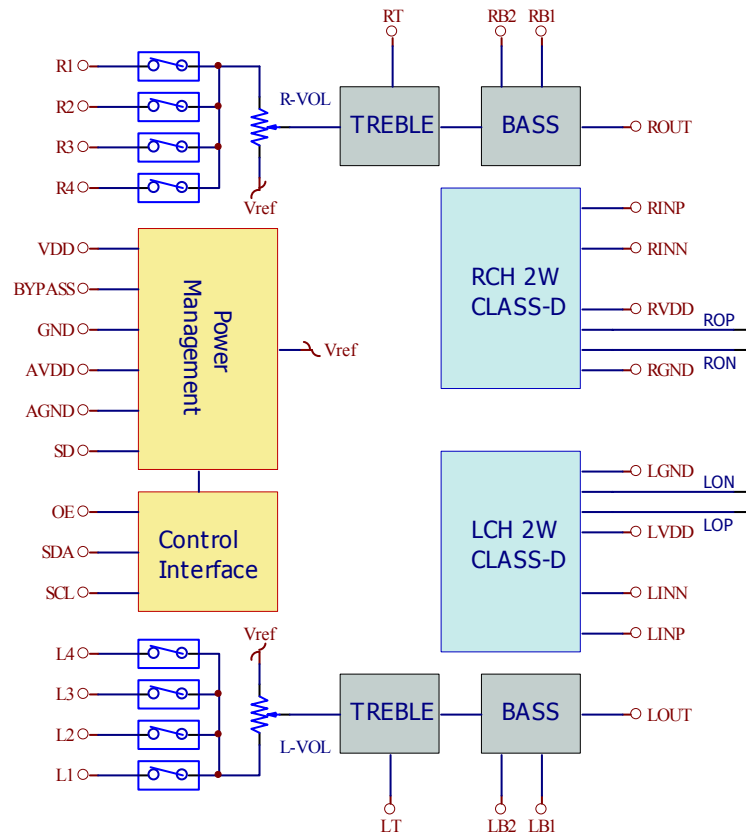 RT
RB2
RB1
R1
R2
R3
R4
R-VOL
Vref
TREBLE
BASS
ROUT
VDD
BYPASS
GND
AVDD
AGND
SD
Power
Management
Vref
RCH 2W
CLASS-D
RINP
RINN
RVDD
ROP
RON
RGND
OE
SDA
SCL
Control
Interface
LCH 2W
CLASS-D
LGND
LON
LOP
LVDD
LINN
LINP
L4
L3
L2
L1
Vref
L-VOL
TREBLE
BASS
LOUT
LT
LB2
LB1